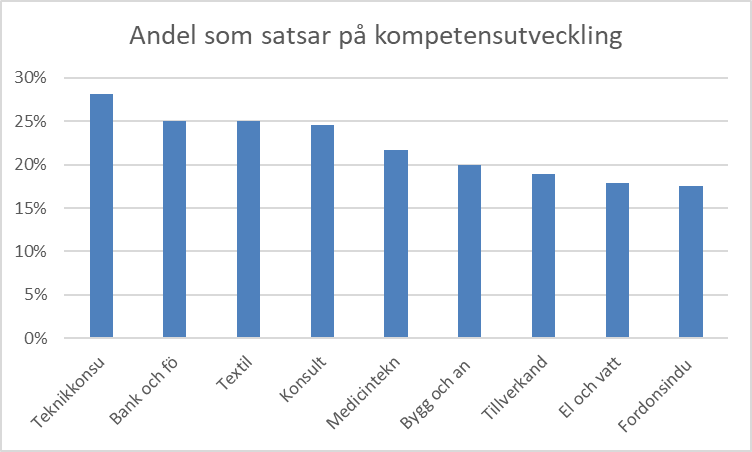 Andel som satsar på kompetensutveckling
30%
25%
20%
15%
10%
5%
0%
Teknikkonsu
Bank och fö
Textil
Konsult
Medicintekn
Bygg och an
Tillverkand
El och vatt
Fordonsindu